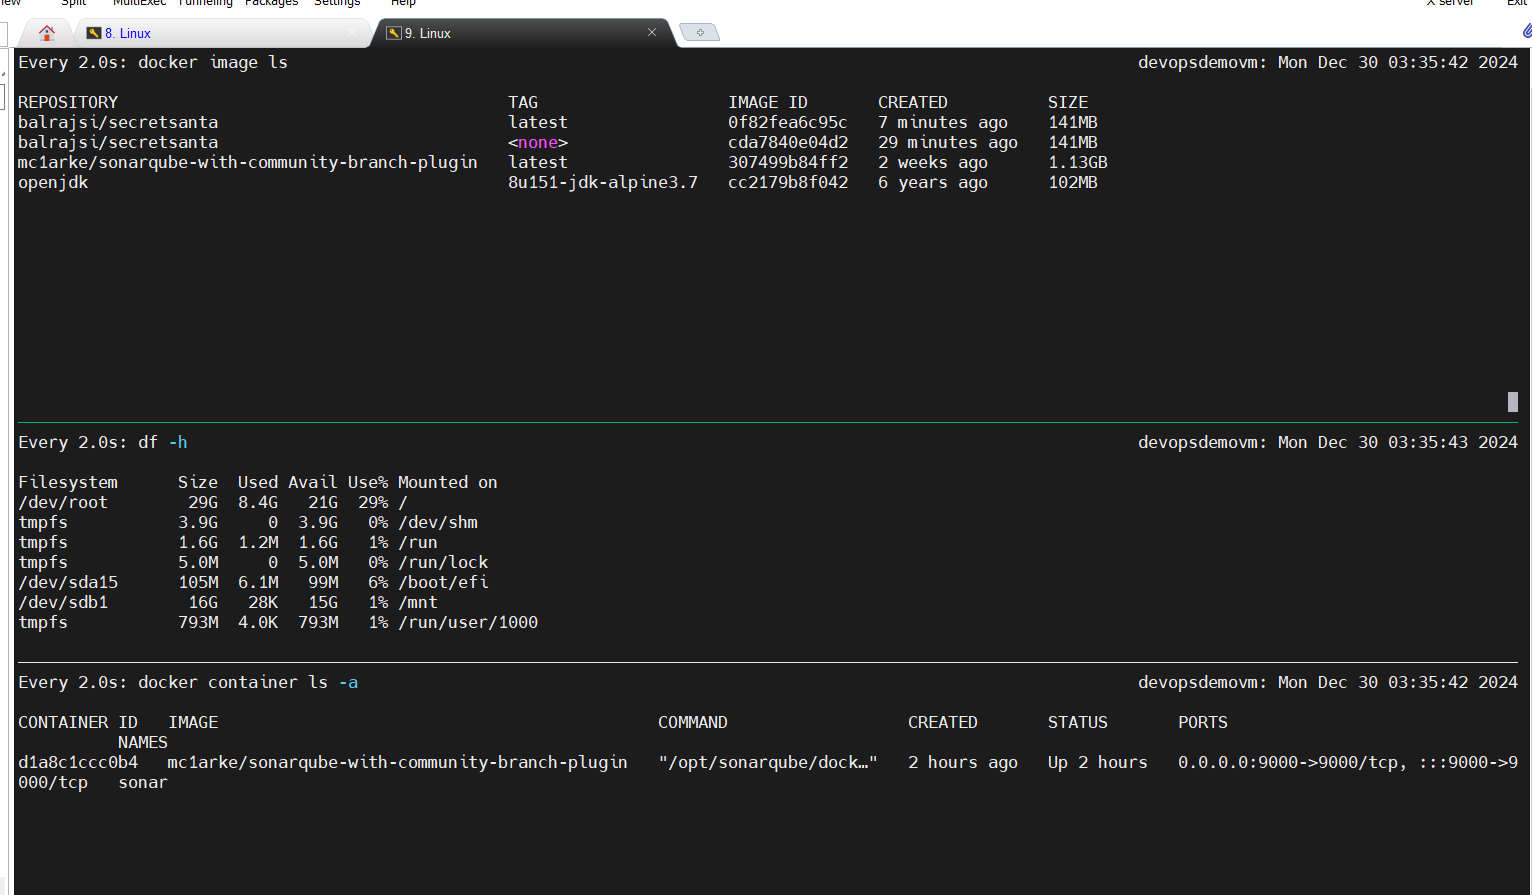 Split MultiExec Tunneling Packages Settings Help X server Exit
8. Linux 9. Linux
Every 2.0s: docker image ls devopsdemovm: Mon Dec 30 03:35:42 2024
REPOSITORY TAG IMAGE ID CREATED SIZE
balrajsi/secretsanta latest 0f82fea6c95c 7 minutes ago 141MB
balrajsi/secretsanta <none> cda7840e04d2 29 minutes ago 141MB
mc1arke/sonarqube-with-community-branch-plugin latest 307499b84ff2 2 weeks ago 1.13GB
openjdk 8u151-jdk-alpine3.7 cc2179b8f042 6 years ago 102MB
Every 2.0s: df -h devopsdemovm: Mon Dec 30 03:35:43 2024
Filesystem Size Used Avail Use% Mounted on
/dev/root 29G 8.4G 21G 29% /
tmpfs 3.9G 0 3.9G 0% /dev/shm
tmpfs 1.6G 1.2M 1.6G 1% /run
tmpfs 5.0M 0 5.0M 0% /run/lock
/dev/sda15 105M 6.1M 99M 6% /boot/efi
/dev/sdb1 16G 28K 15G 1% /mnt
tmpfs 793M 4.0K 793M 1% /run/user/1000
Every 2.0s: docker container ls -a devopsdemovm: Mon Dec 30 03:35:42 2024
CONTAINER ID IMAGE COMMAND CREATED STATUS PORTS
NAMES
d1a8c1ccc0b4 mc1arke/sonarqube-with-community-branch-plugin "/opt/sonarqube/dock…" 2 hours ago Up 2 hours 0.0.0.0:9000->9000/tcp, :::9000->9
000/tcp sonar